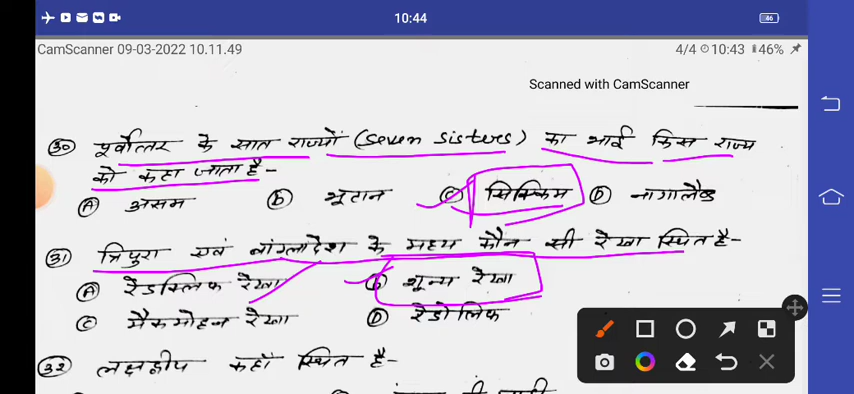 10:44
46
CamScanner 09-03-2022 10.11.49
4/4 10:43 46%
Scanned with CamScanner
30 पूर्वोत्तर के सात राज्यों (seven sisters) का भाई किस राज्य
को कहा जाता है-
A असम b भूटान C सिक्किम D नागालैण्ड
31 त्रिपुरा एवं बांग्लादेश के मध्य कौन सी रेखा स्थित है-
A रैडक्लिफ रेखा b शून्य रेखा
C मैकमोहन रेखा D रेडोलिफ
32 लक्षद्वीप कहाँ स्थित है-